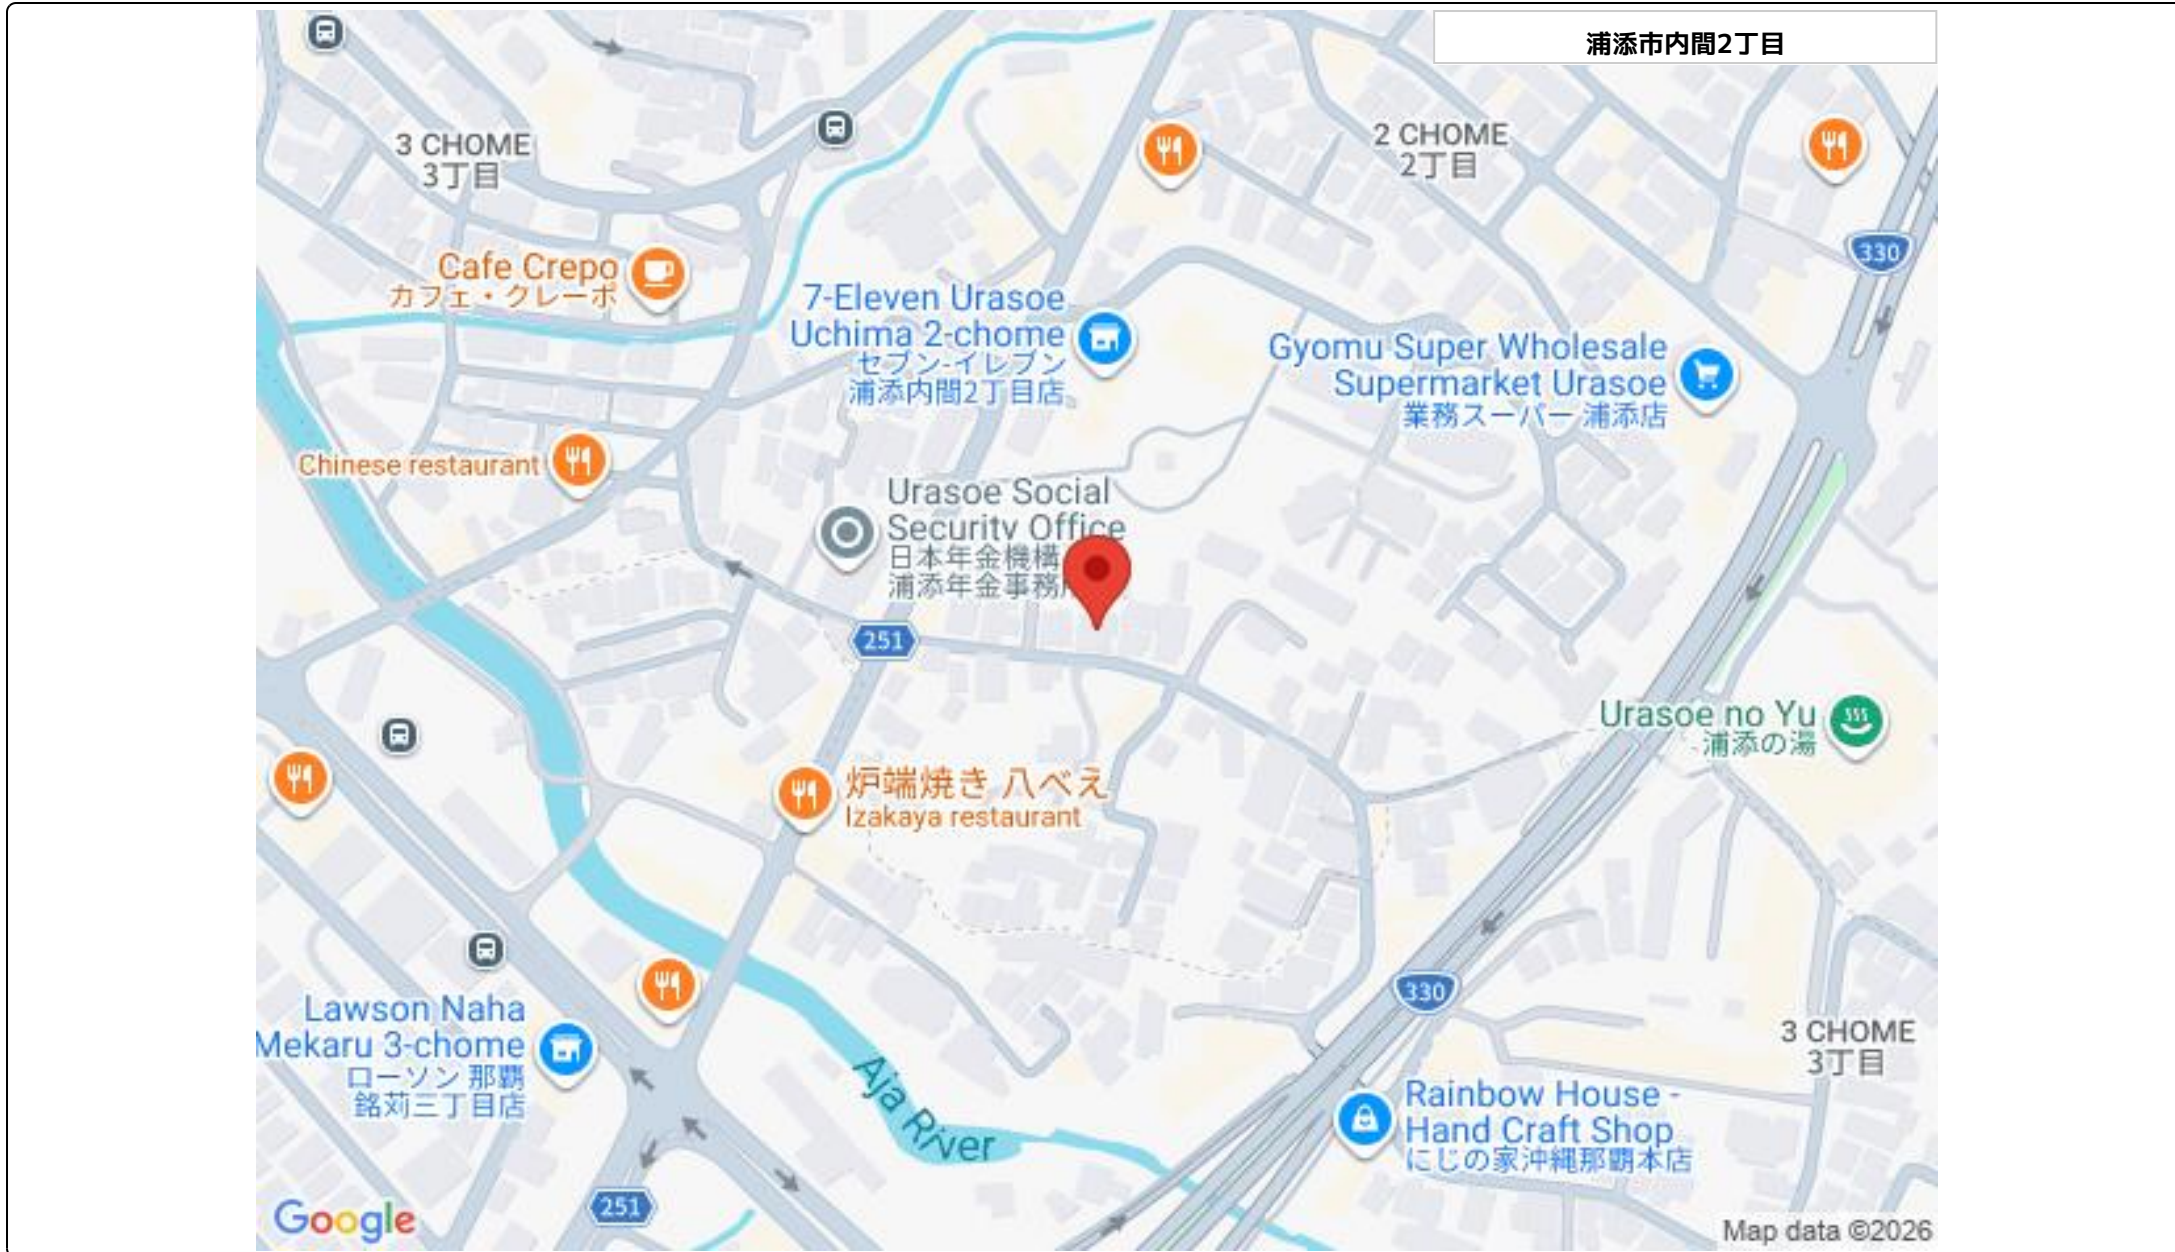 浦添市内間2丁目
3 CHOME
3丁目
2 CHOME
2丁目
330
Cafe Crepo
カフェ・クレーポ
7-Eleven Urasoe
Uchima 2-chome
セブン-イレブン
浦添内間2丁目店
Gyomu Super Wholesale
Supermarket Urasoe
業務スーパー 浦添店
Chinese restaurant
Urasoe Social
Security Office
日本年金機構
浦添年金事務
251
Urasoe no Yu
浦添の湯
炉端焼き 八べえ
Izakaya restaurant
330
Lawson Naha
Mekaru 3-chome
ローソン 那覇
銘苅三丁目店
Aja River
3 CHOME
3丁目
Rainbow House -
Hand Craft Shop
にじの家沖縄那覇本店
251
Google
Map data ©2026